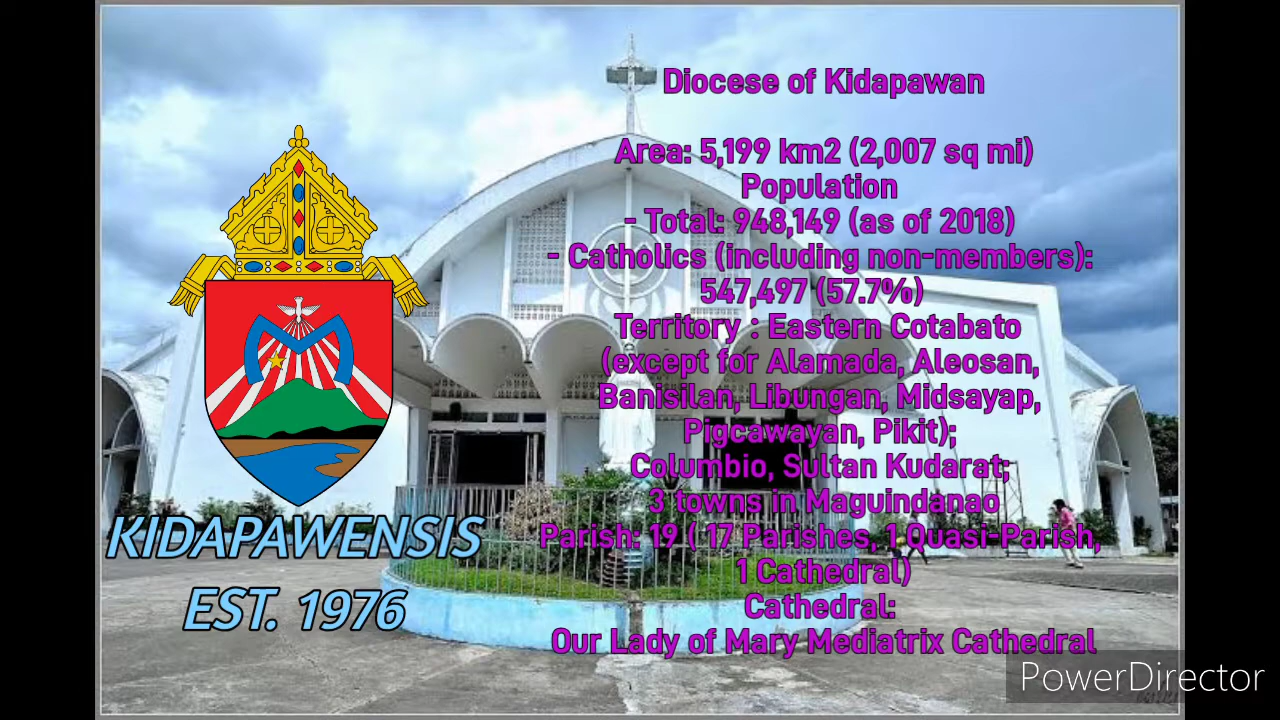 Diocese of Kidapawan
Area: 5,199 km2 (2,007 sq mi)
Population
- Total: 948,149 (as of 2018)
- Catholics (including non-members):
547,497 (57.7%)
Territory : Eastern Cotabato
(except for Alamada, Aleosan,
Banisilan, Libungan, Midsayap,
Pigcawayan, Pikit);
Columbio, Sultan Kudarat;
3 towns in Maguindanao
Parish: 19 ( 17 Parishes, 1 Quasi-Parish,
1 Cathedral)
Cathedral:
Our Lady of Mary Mediatrix Cathedral
KIDAPAWENSIS
EST. 1976
PowerDirector